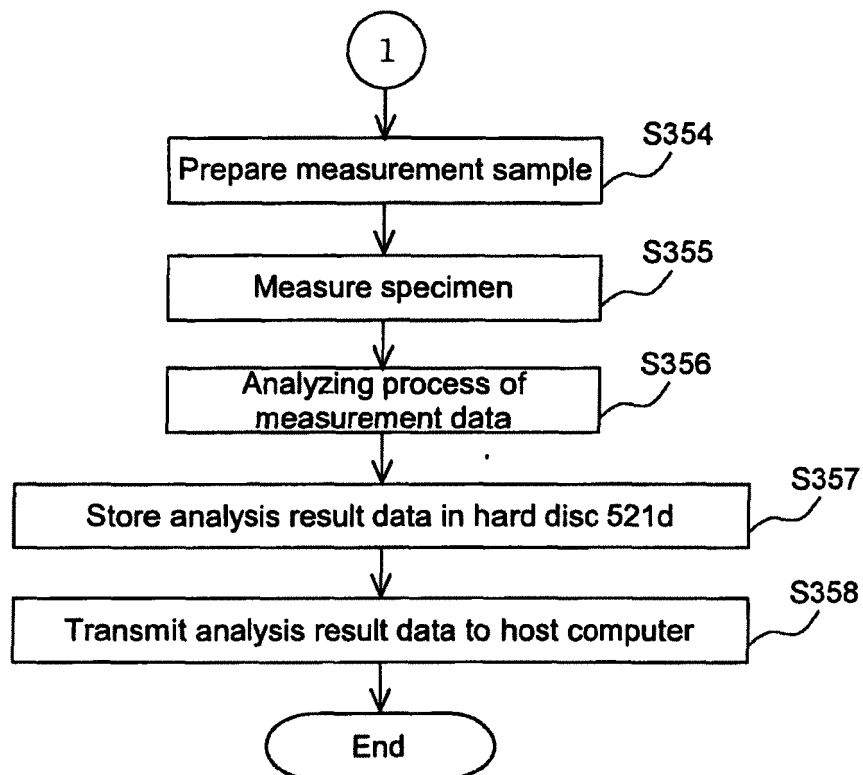 1
S354
Prepare measurement sample
S355
Measure specimen
S356
Analyzing process of
measurement data
S357
Store analysis result data in hard disc 521d
S358
Transmit analysis result data to host computer
End